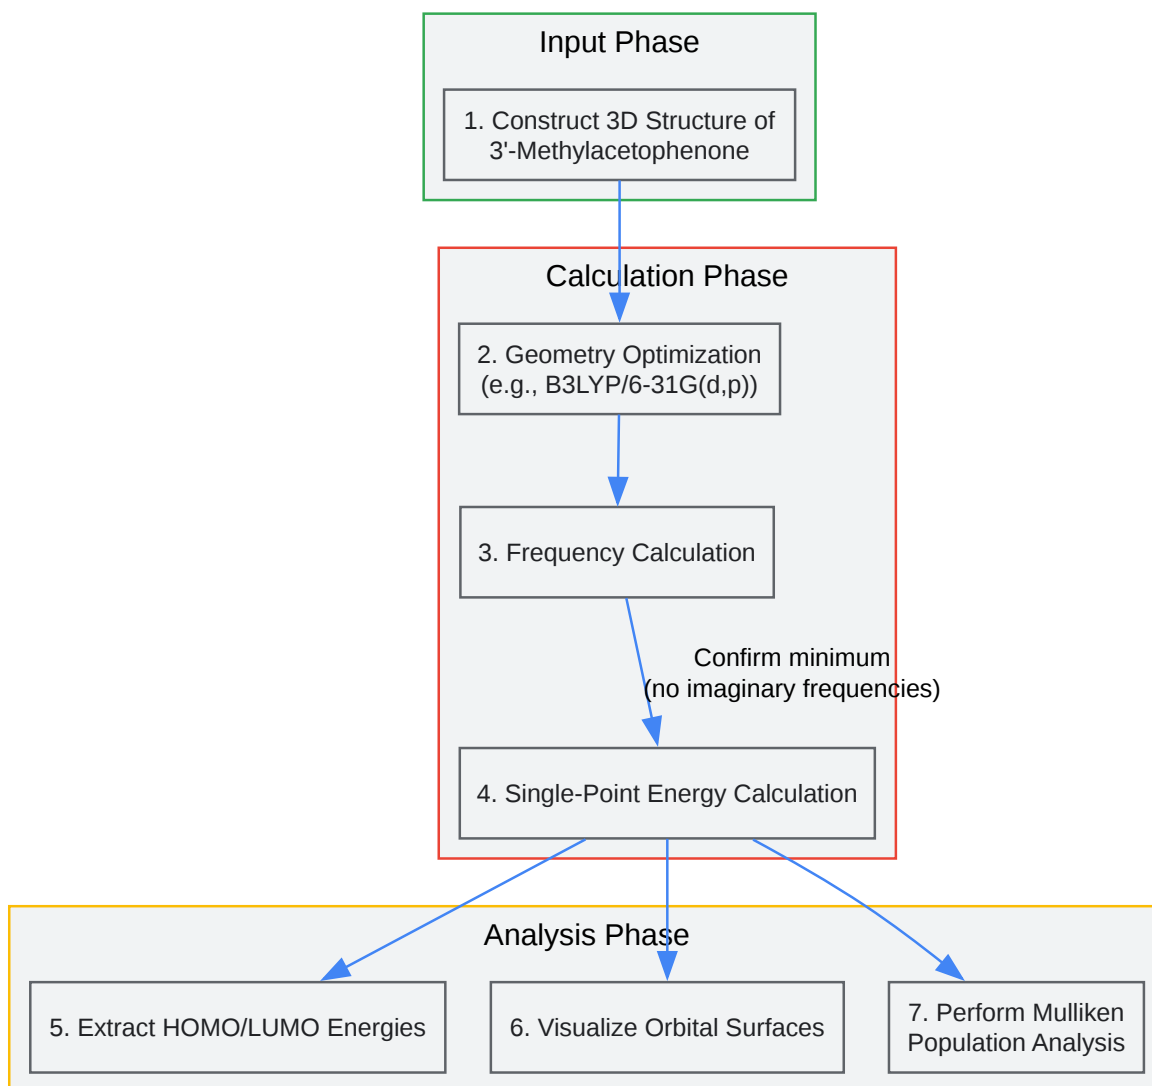 Input Phase
1. Construct 3D Structure of
3'-Methylacetophenone
Calculation Phase
2. Geometry Optimization
(e.g., B3LYP/6-31G(d,p))
3. Frequency Calculation
Confirm minimum
(no imaginary frequencies)
4. Single-Point Energy Calculation
Analysis Phase
5. Extract HOMO/LUMO Energies
6. Visualize Orbital Surfaces
7. Perform Mulliken
Population Analysis